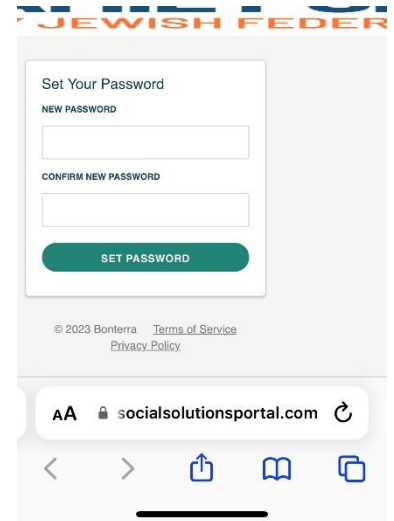 JEWISH FEDER
Set Your Password
NEW PASSWORD
CONFIRM NEW PASSWORD
SET PASSWORD
© 2023 Bonterra Terms of Service
Privacy Policy
AA socialsolutionsportal.com